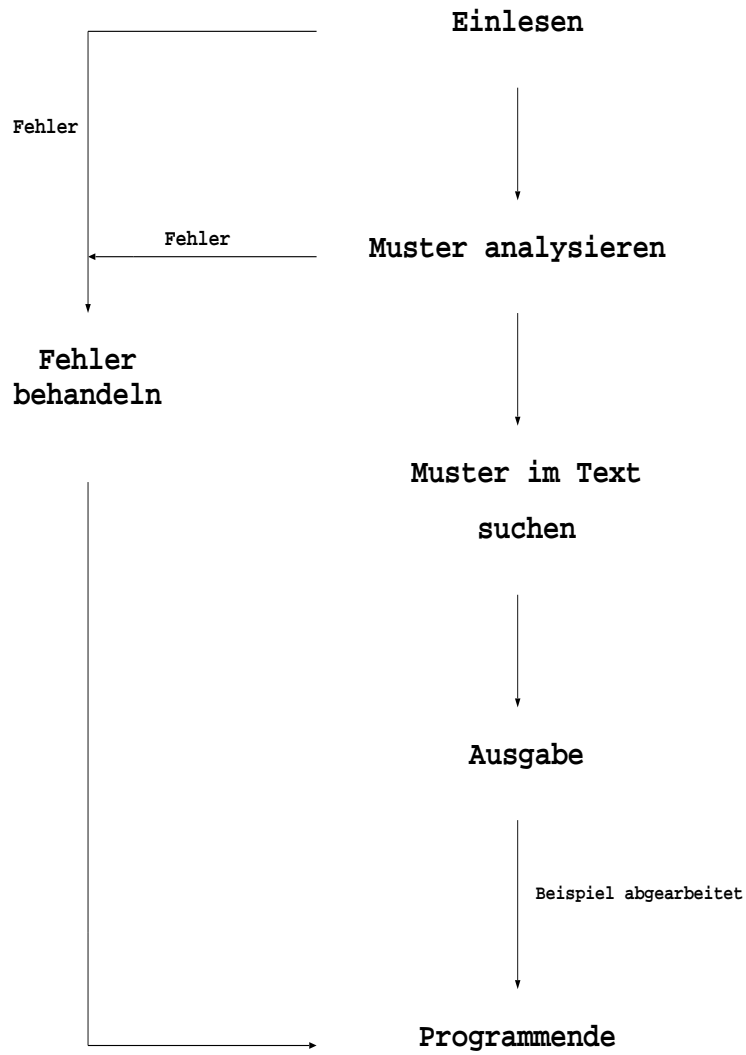 Einlesen
Fehler
Fehler
Muster analysieren
Fehler
behandeln
Muster im Text
suchen
Ausgabe
Beispiel abgearbeitet
Programmende